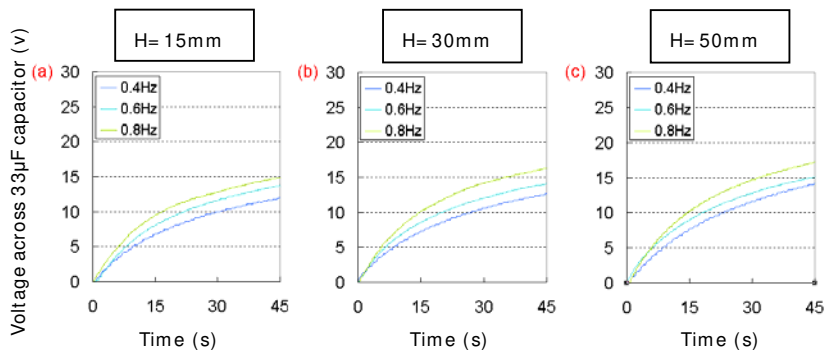 H= 15mm
H= 30mm
H= 50mm
Voltage across 33μF capacitor (v)
(a)
30
25
20
15
10
5
0
0.4Hz
0.6Hz
0.8Hz
0 15 30 45
Time (s)
(b)
30
25
20
15
10
5
0
0.4Hz
0.6Hz
0.8Hz
0 15 30 45
Time (s)
(c)
30
25
20
15
10
5
0
0.4Hz
0.6Hz
0.8Hz
0 15 30 45
Time (s)